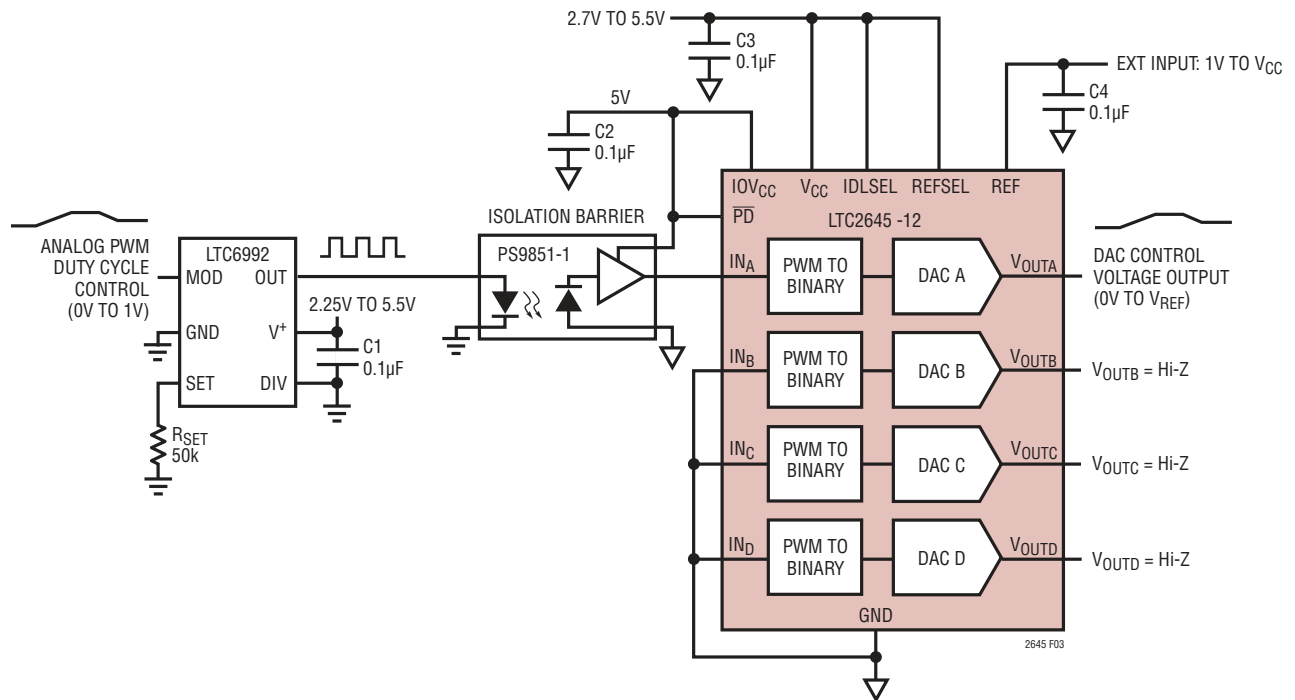 2.7V TO 5.5V
C3
0.1µF
EXT INPUT: 1V TO VCC
C4
0.1µF
5V
C2
0.1µF
IOVCC
VCC
IDLSEL
REFSEL
REF
PD
LTC2645 -12
ISOLATION BARRIER
PS9851-1
ANALOG PWM
DUTY CYCLE
CONTROL
(0V TO 1V)
LTC6992
MOD
OUT
GND
V+
SET
DIV
2.25V TO 5.5V
C1
0.1µF
RSET
50k
INA
PWM TO
BINARY
DAC A
VOUTA
DAC CONTROL
VOLTAGE OUTPUT
(0V TO VREF)
INB
PWM TO
BINARY
DAC B
VOUTB
VOUTB = Hi-Z
INC
PWM TO
BINARY
DAC C
VOUTC
VOUTC = Hi-Z
IND
PWM TO
BINARY
DAC D
VOUTD
VOUTD = Hi-Z
GND
2645 F03